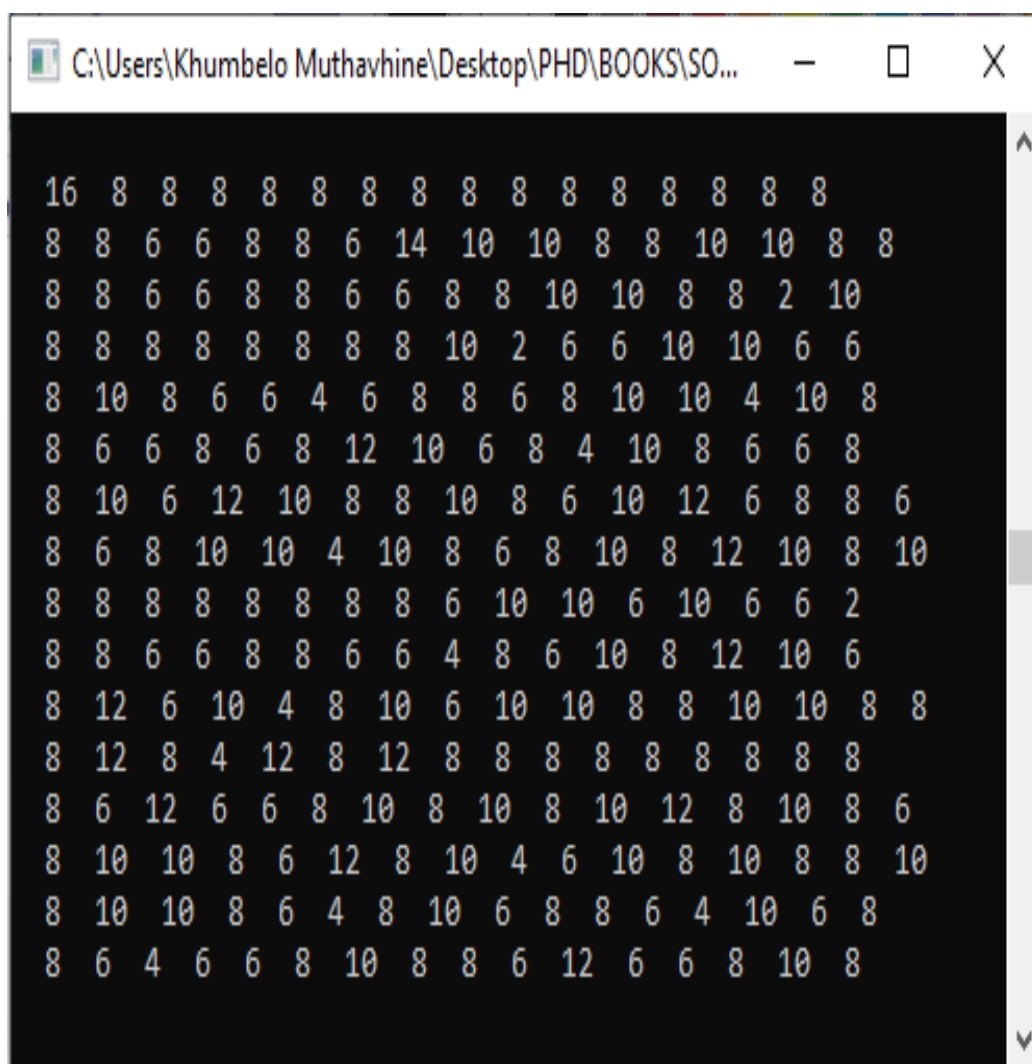 C:\Users\Khumbelo Muthavhine\Desktop\PHD\BOOKS\SO...
16 8 8 8 8 8 8 8 8 8 8 8 8 8 8 8
8 8 6 6 8 8 6 14 10 10 8 8 10 10 8 8
8 8 6 6 8 8 6 6 8 8 10 10 8 8 2 10
8 8 8 8 8 8 8 8 10 2 6 6 10 10 6 6
8 10 8 6 6 4 6 8 8 6 8 10 10 4 10 8
8 6 6 8 6 8 12 10 6 8 4 10 8 6 6 8
8 10 6 12 10 8 8 10 8 6 10 12 6 8 8 6
8 6 8 10 10 4 10 8 6 8 10 8 12 10 8 10
8 8 8 8 8 8 8 8 6 10 10 6 10 6 6 2
8 8 6 6 8 8 6 6 4 8 6 10 8 12 10 6
8 12 6 10 4 8 10 6 10 10 8 8 10 10 8 8
8 12 8 4 12 8 12 8 8 8 8 8 8 8 8 8
8 6 12 6 6 8 10 8 10 8 10 12 8 10 8 6
8 10 10 8 6 12 8 10 4 6 10 8 10 8 8 10
8 10 10 8 6 4 8 10 6 8 8 6 4 10 6 8
8 6 4 6 6 8 10 8 8 6 12 6 6 8 10 8